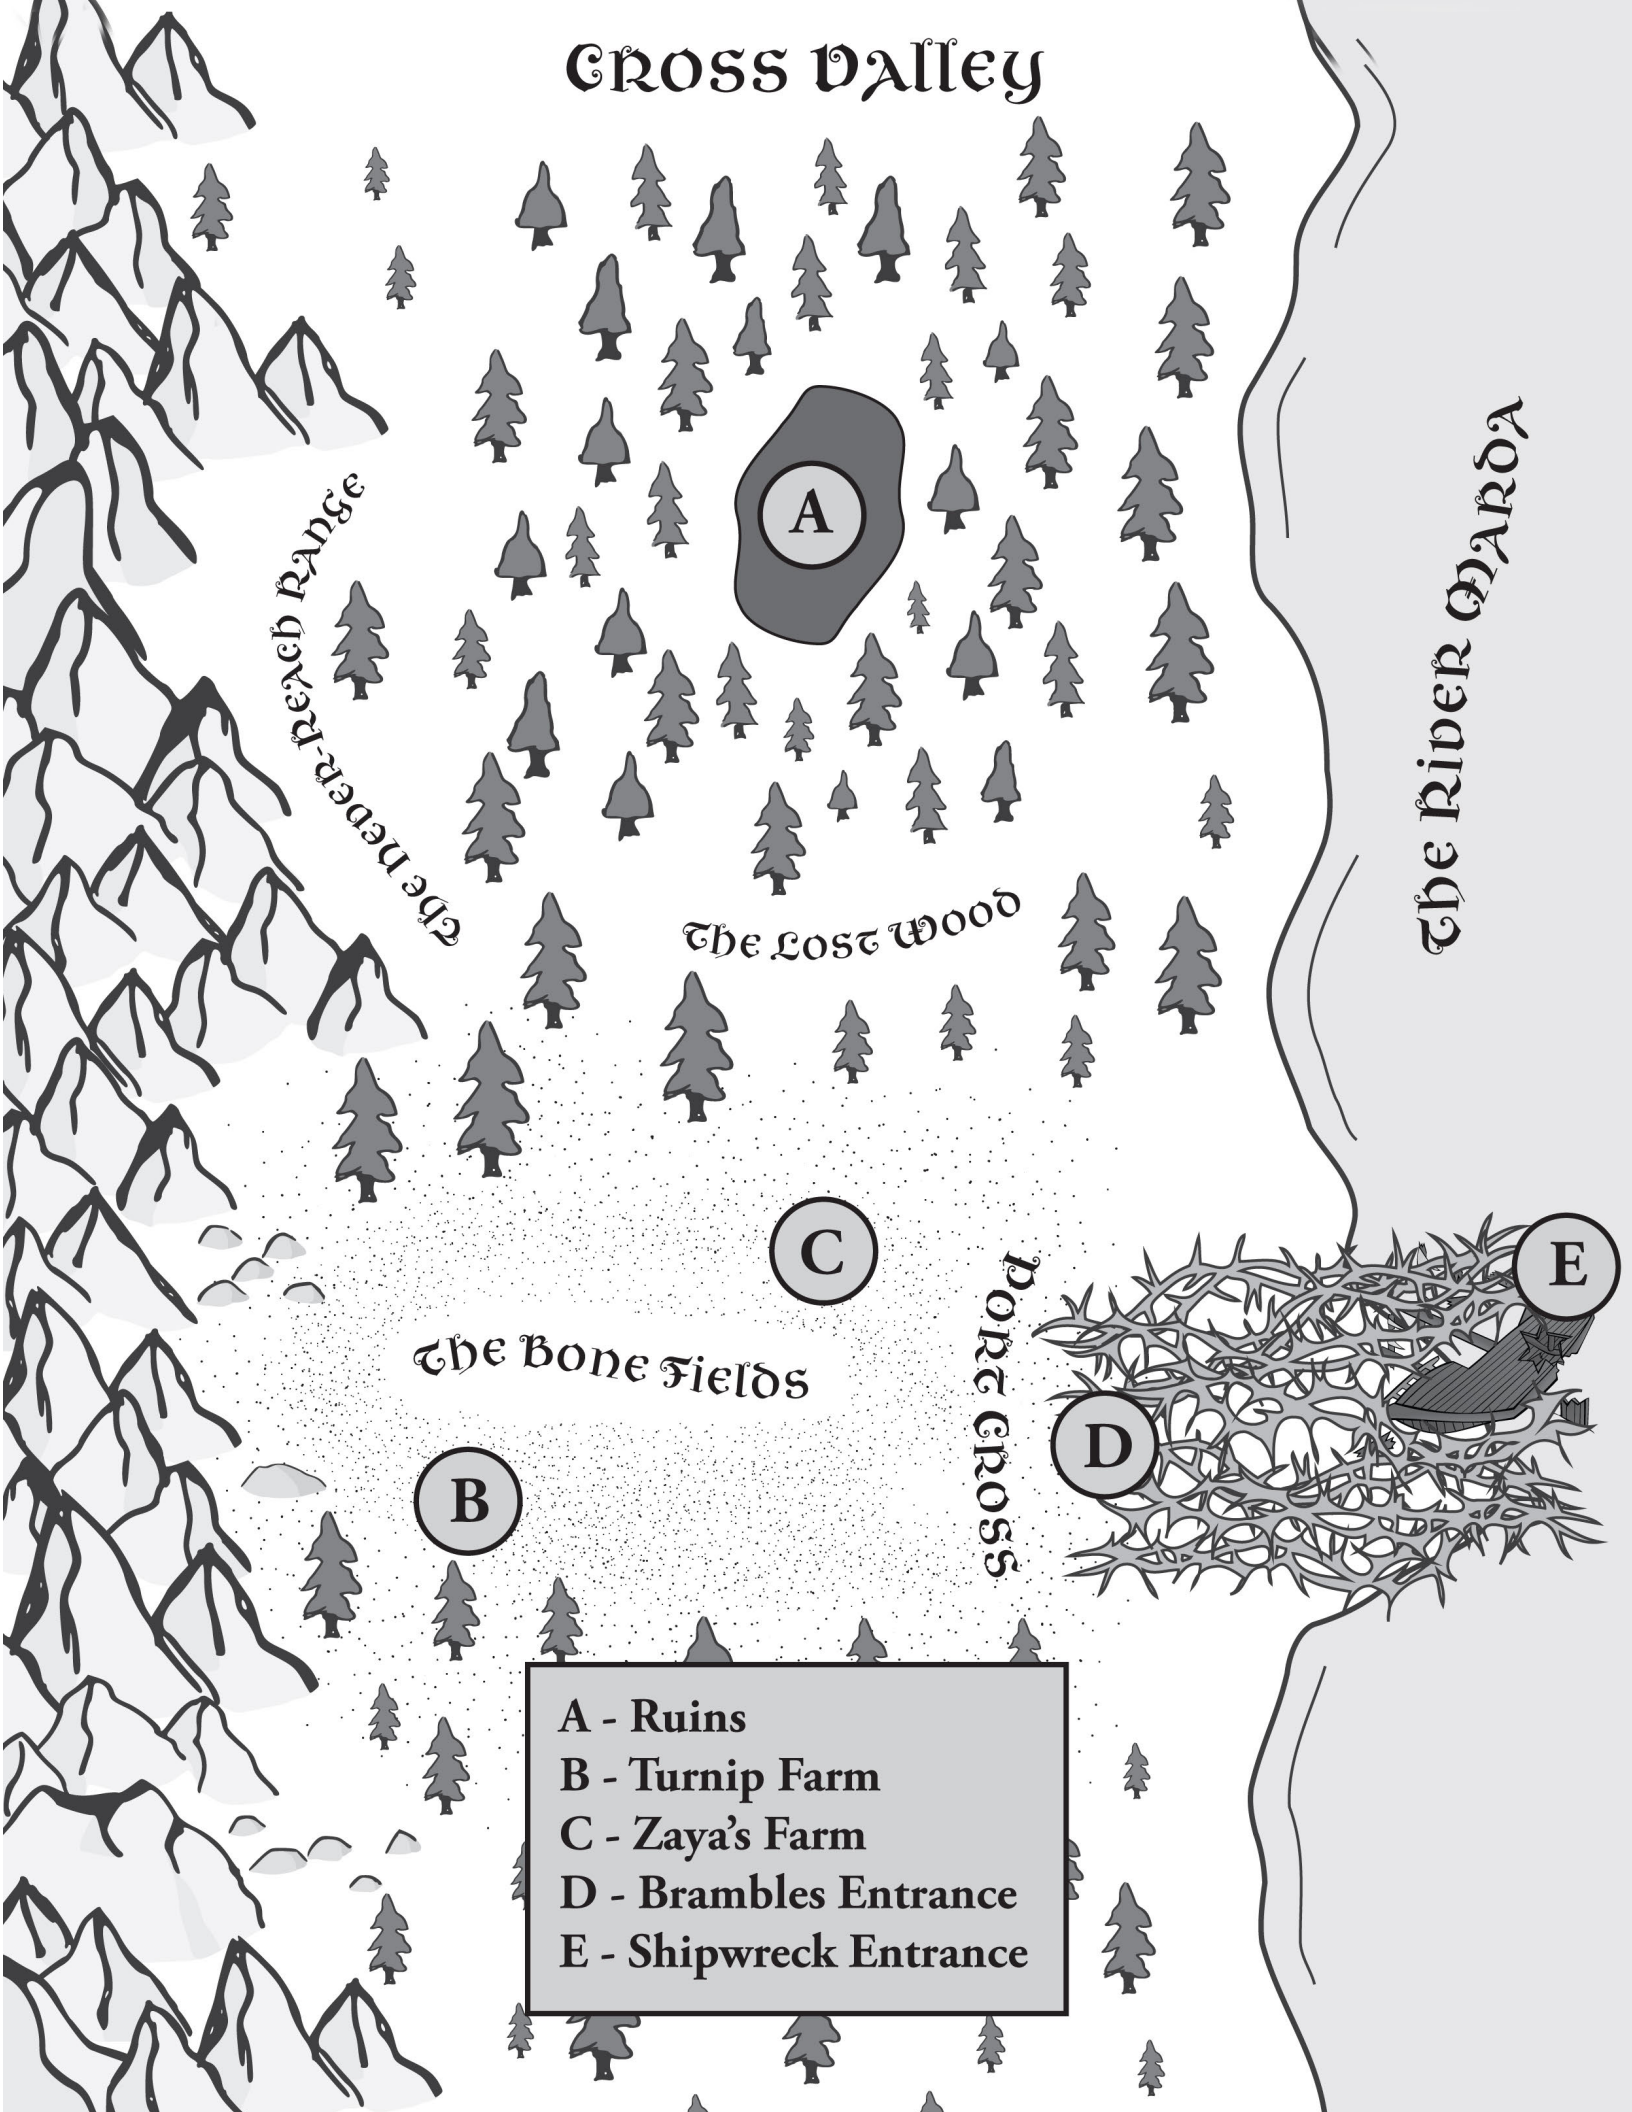 Cross Valley
A
The Never-Reach Range
The River Marda
The Lost Wood
C
E
Port Cross
The Bone Fields
D
B
A - Ruins
B - Turnip Farm
C - Zaya’s Farm
D - Brambles Entrance
E - Shipwreck Entrance